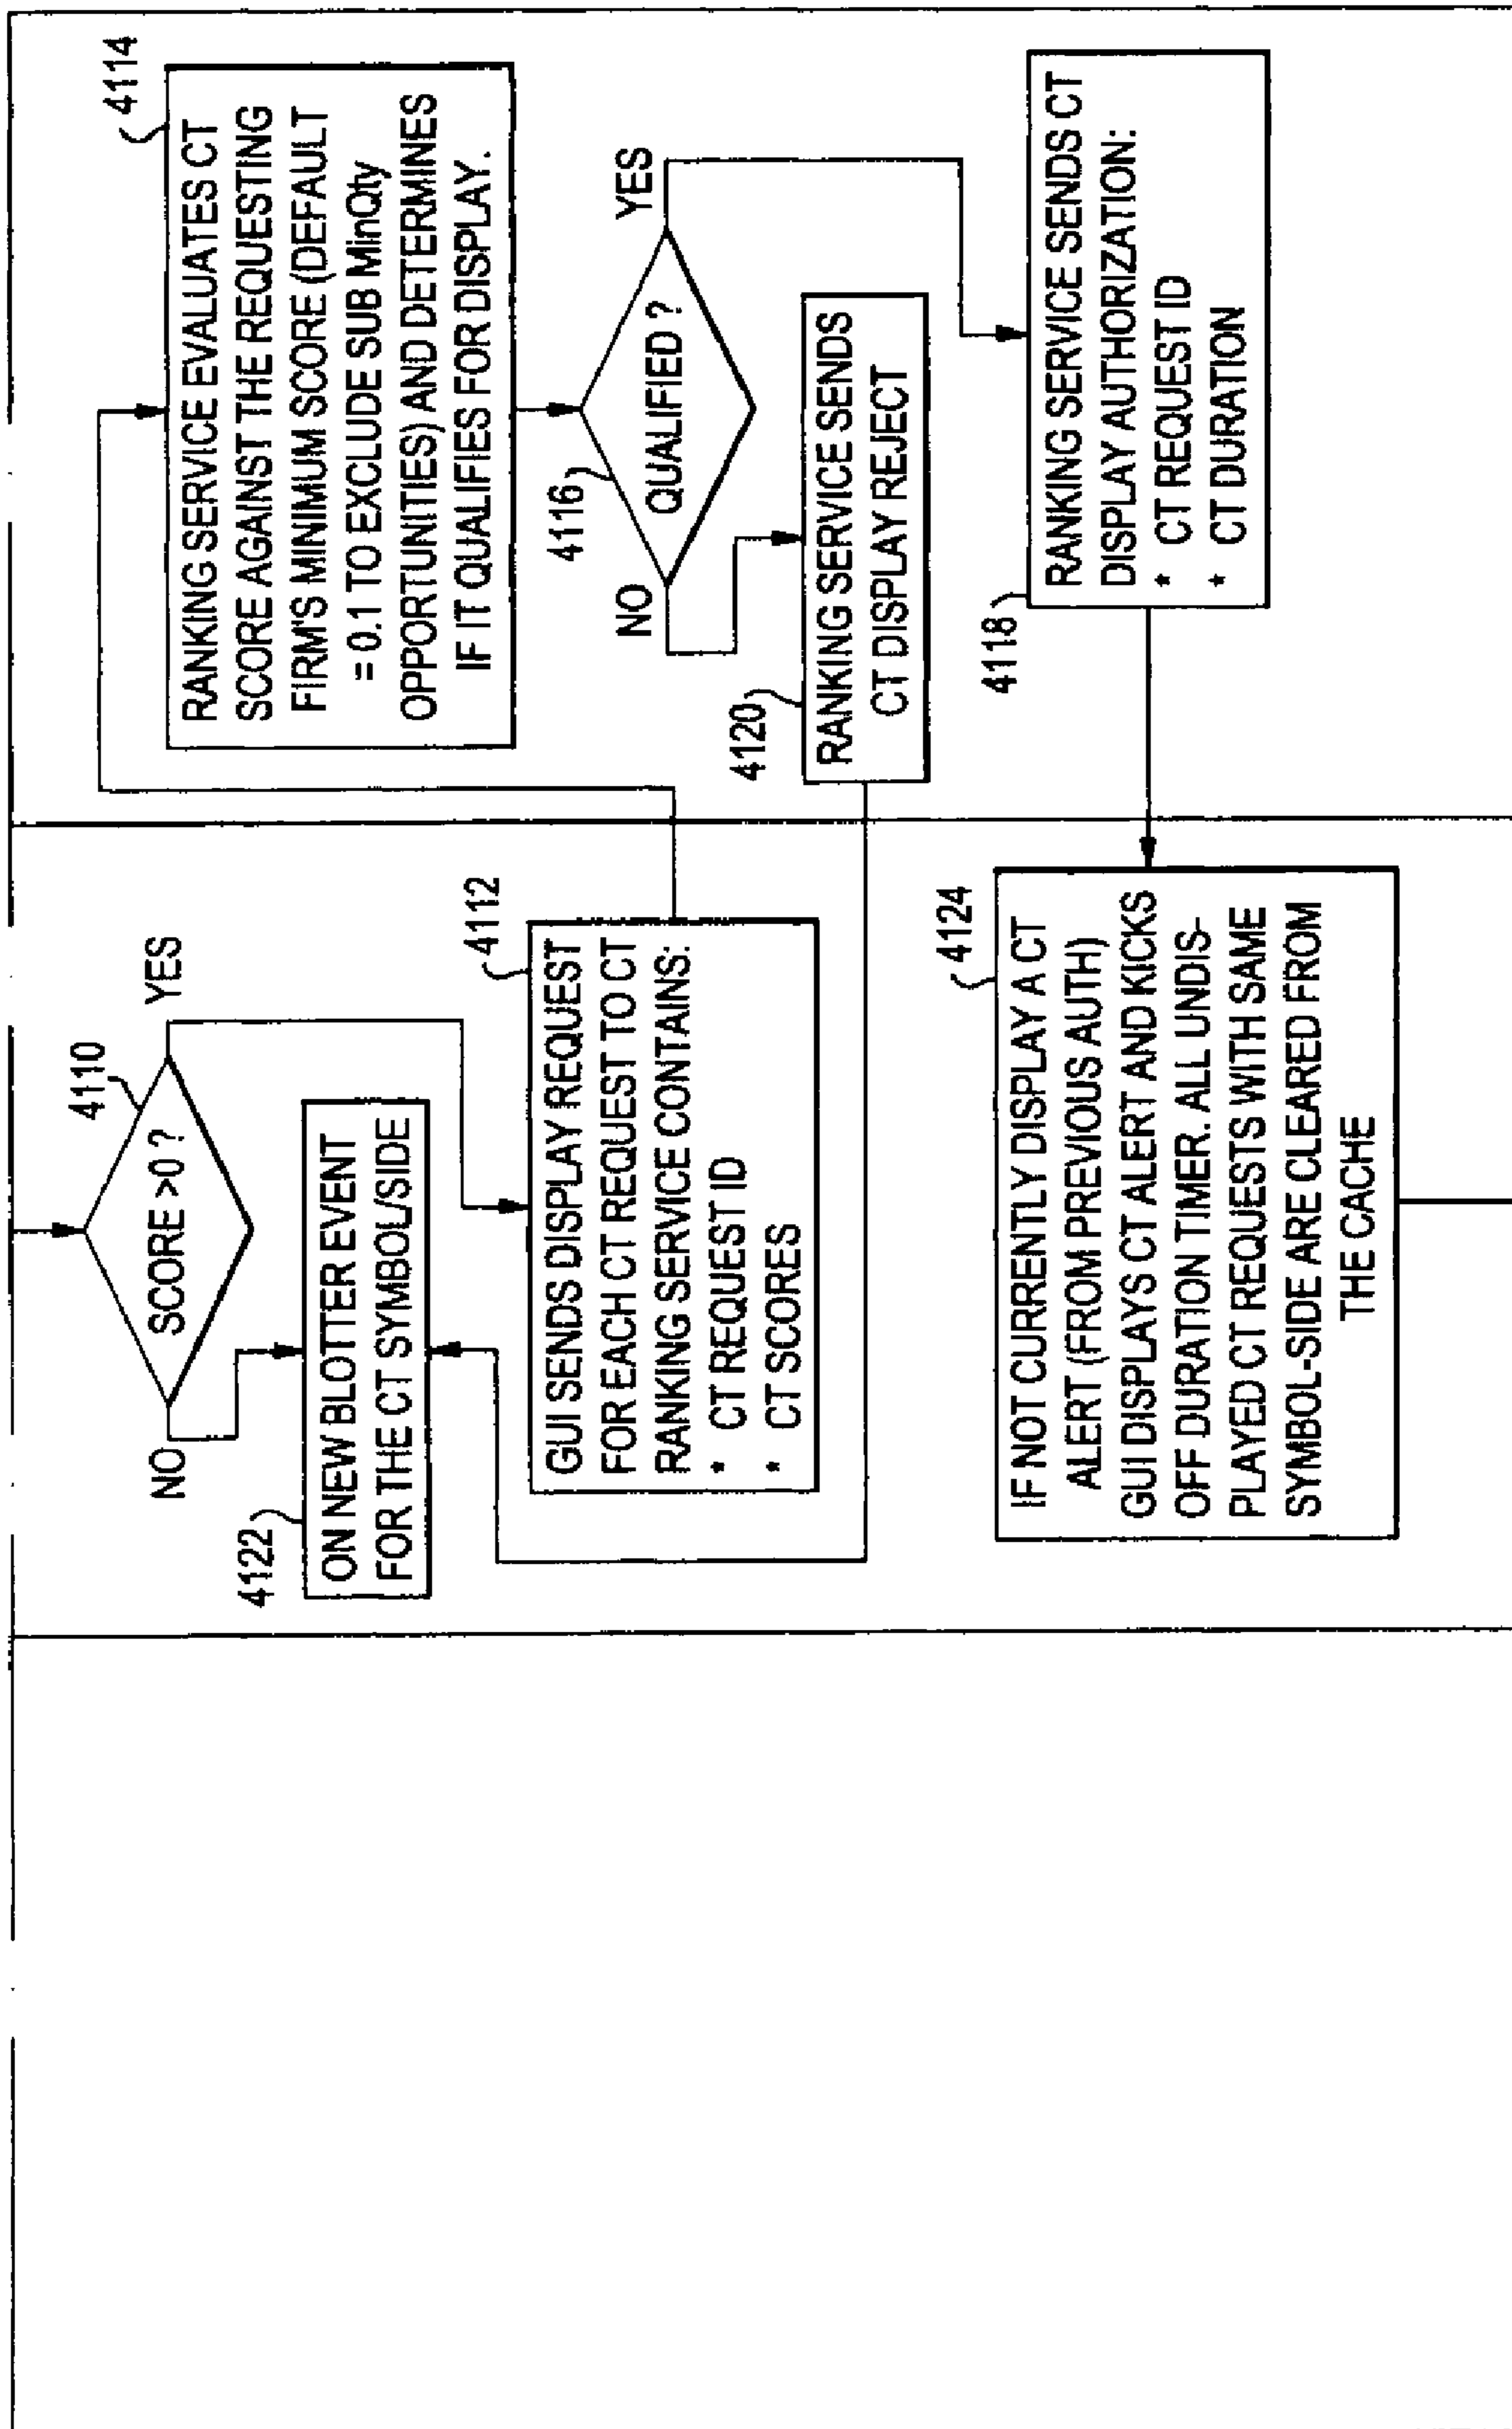 4110
SCORE >0 ?
YES
NO
4122
ON NEW BLOTTER EVENT
FOR THE CT SYMBOL/SIDE
4112
GUI SENDS DISPLAY REQUEST
FOR EACH CT REQUEST TO CT
RANKING SERVICE CONTAINS:
* CT REQUEST ID
* CT SCORES
4114
RANKING SERVICE EVALUATES CT
SCORE AGAINST THE REQUESTING
FIRM'S MINIMUM SCORE (DEFAULT
= 0.1 TO EXCLUDE SUB MinQty
OPPORTUNITIES) AND DETERMINES
IF IT QUALIFIES FOR DISPLAY.
4116
QUALIFIED ?
YES
NO
4120
RANKING SERVICE SENDS
CT DISPLAY REJECT
4118
RANKING SERVICE SENDS CT
DISPLAY AUTHORIZATION:
* CT REQUEST ID
* CT DURATION
4124
IF NOT CURRENTLY DISPLAY A CT
ALERT (FROM PREVIOUS AUTH)
GUI DISPLAYS CT ALERT AND KICKS
OFF DURATION TIMER. ALL UNDIS-
PLAYED CT REQUESTS WITH SAME
SYMBOL-SIDE ARE CLEARED FROM
THE CACHE